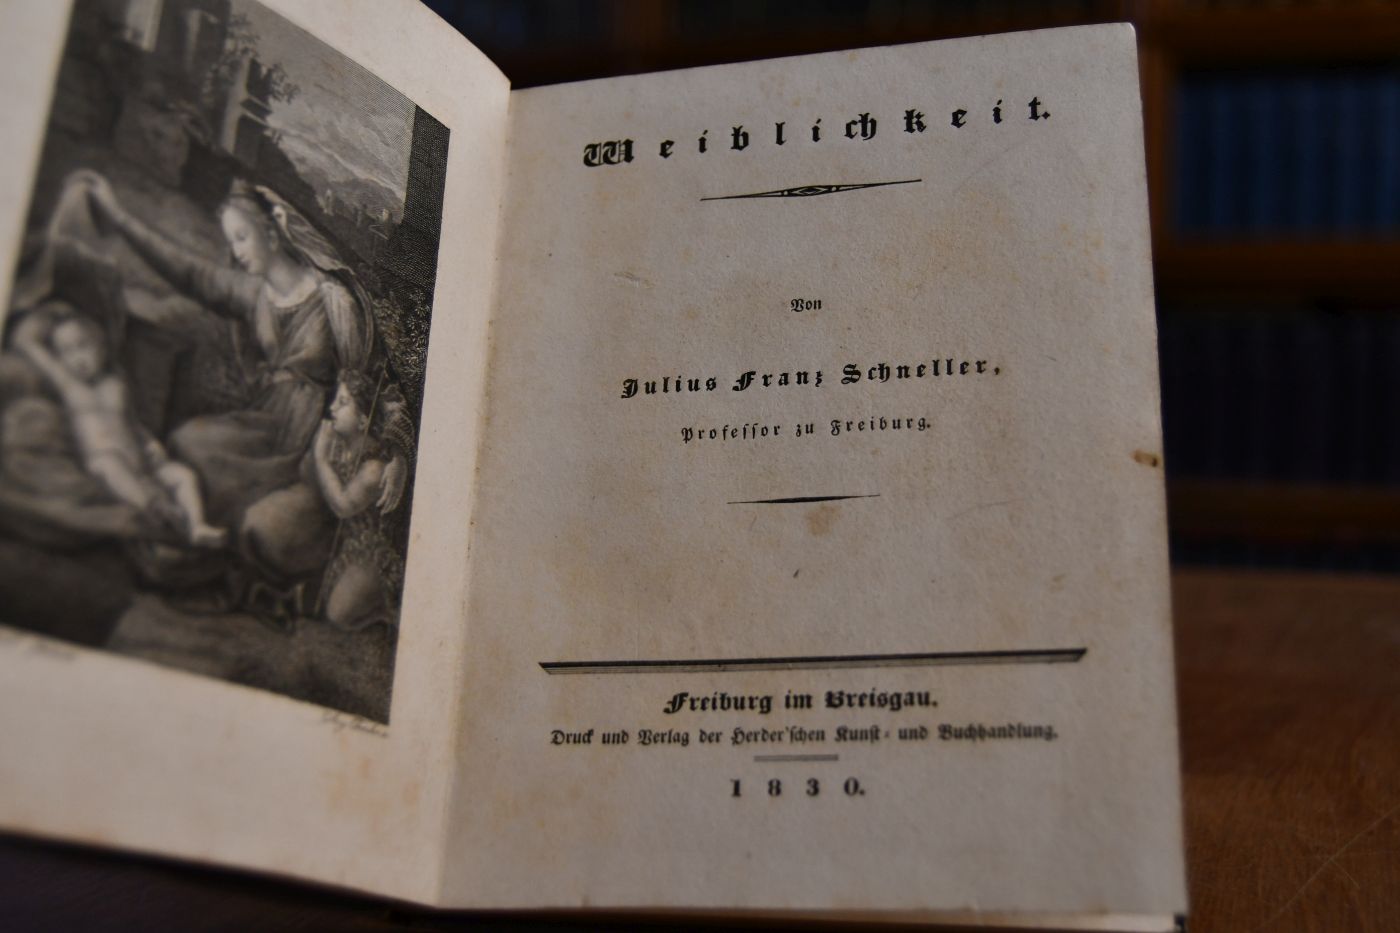 Weiblichkeit.
Von
Julius Franz Schneller,
Professor zu Freiburg.
Freiburg im Breisgau.
Druck und Verlag der Herder'schen Kunst- und Buchhandlung.
1830.